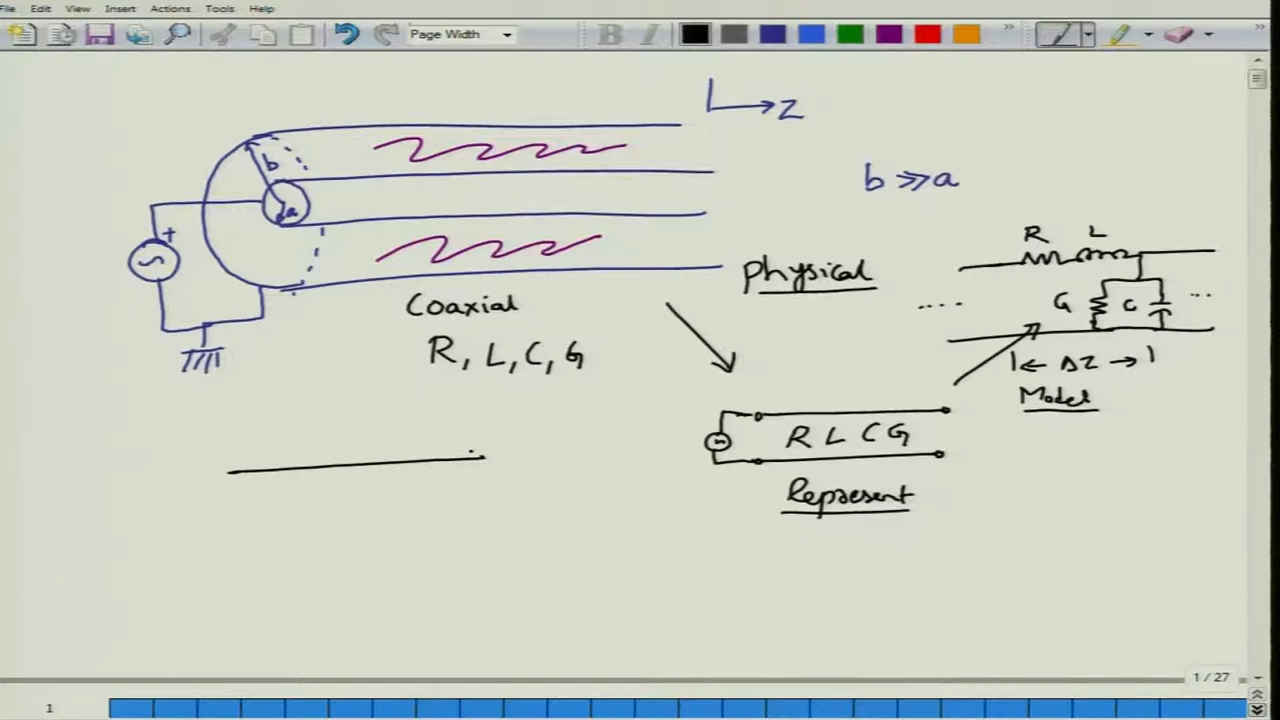 File Edit View Insert Actions Tools Help
Page Width
B I
Z
b
a
b >> a
+
Physical
R L
G C
....
...
Coaxial
R, L, C, G
|← ΔZ →|
Model
R L C G
Represent
1 / 27
1